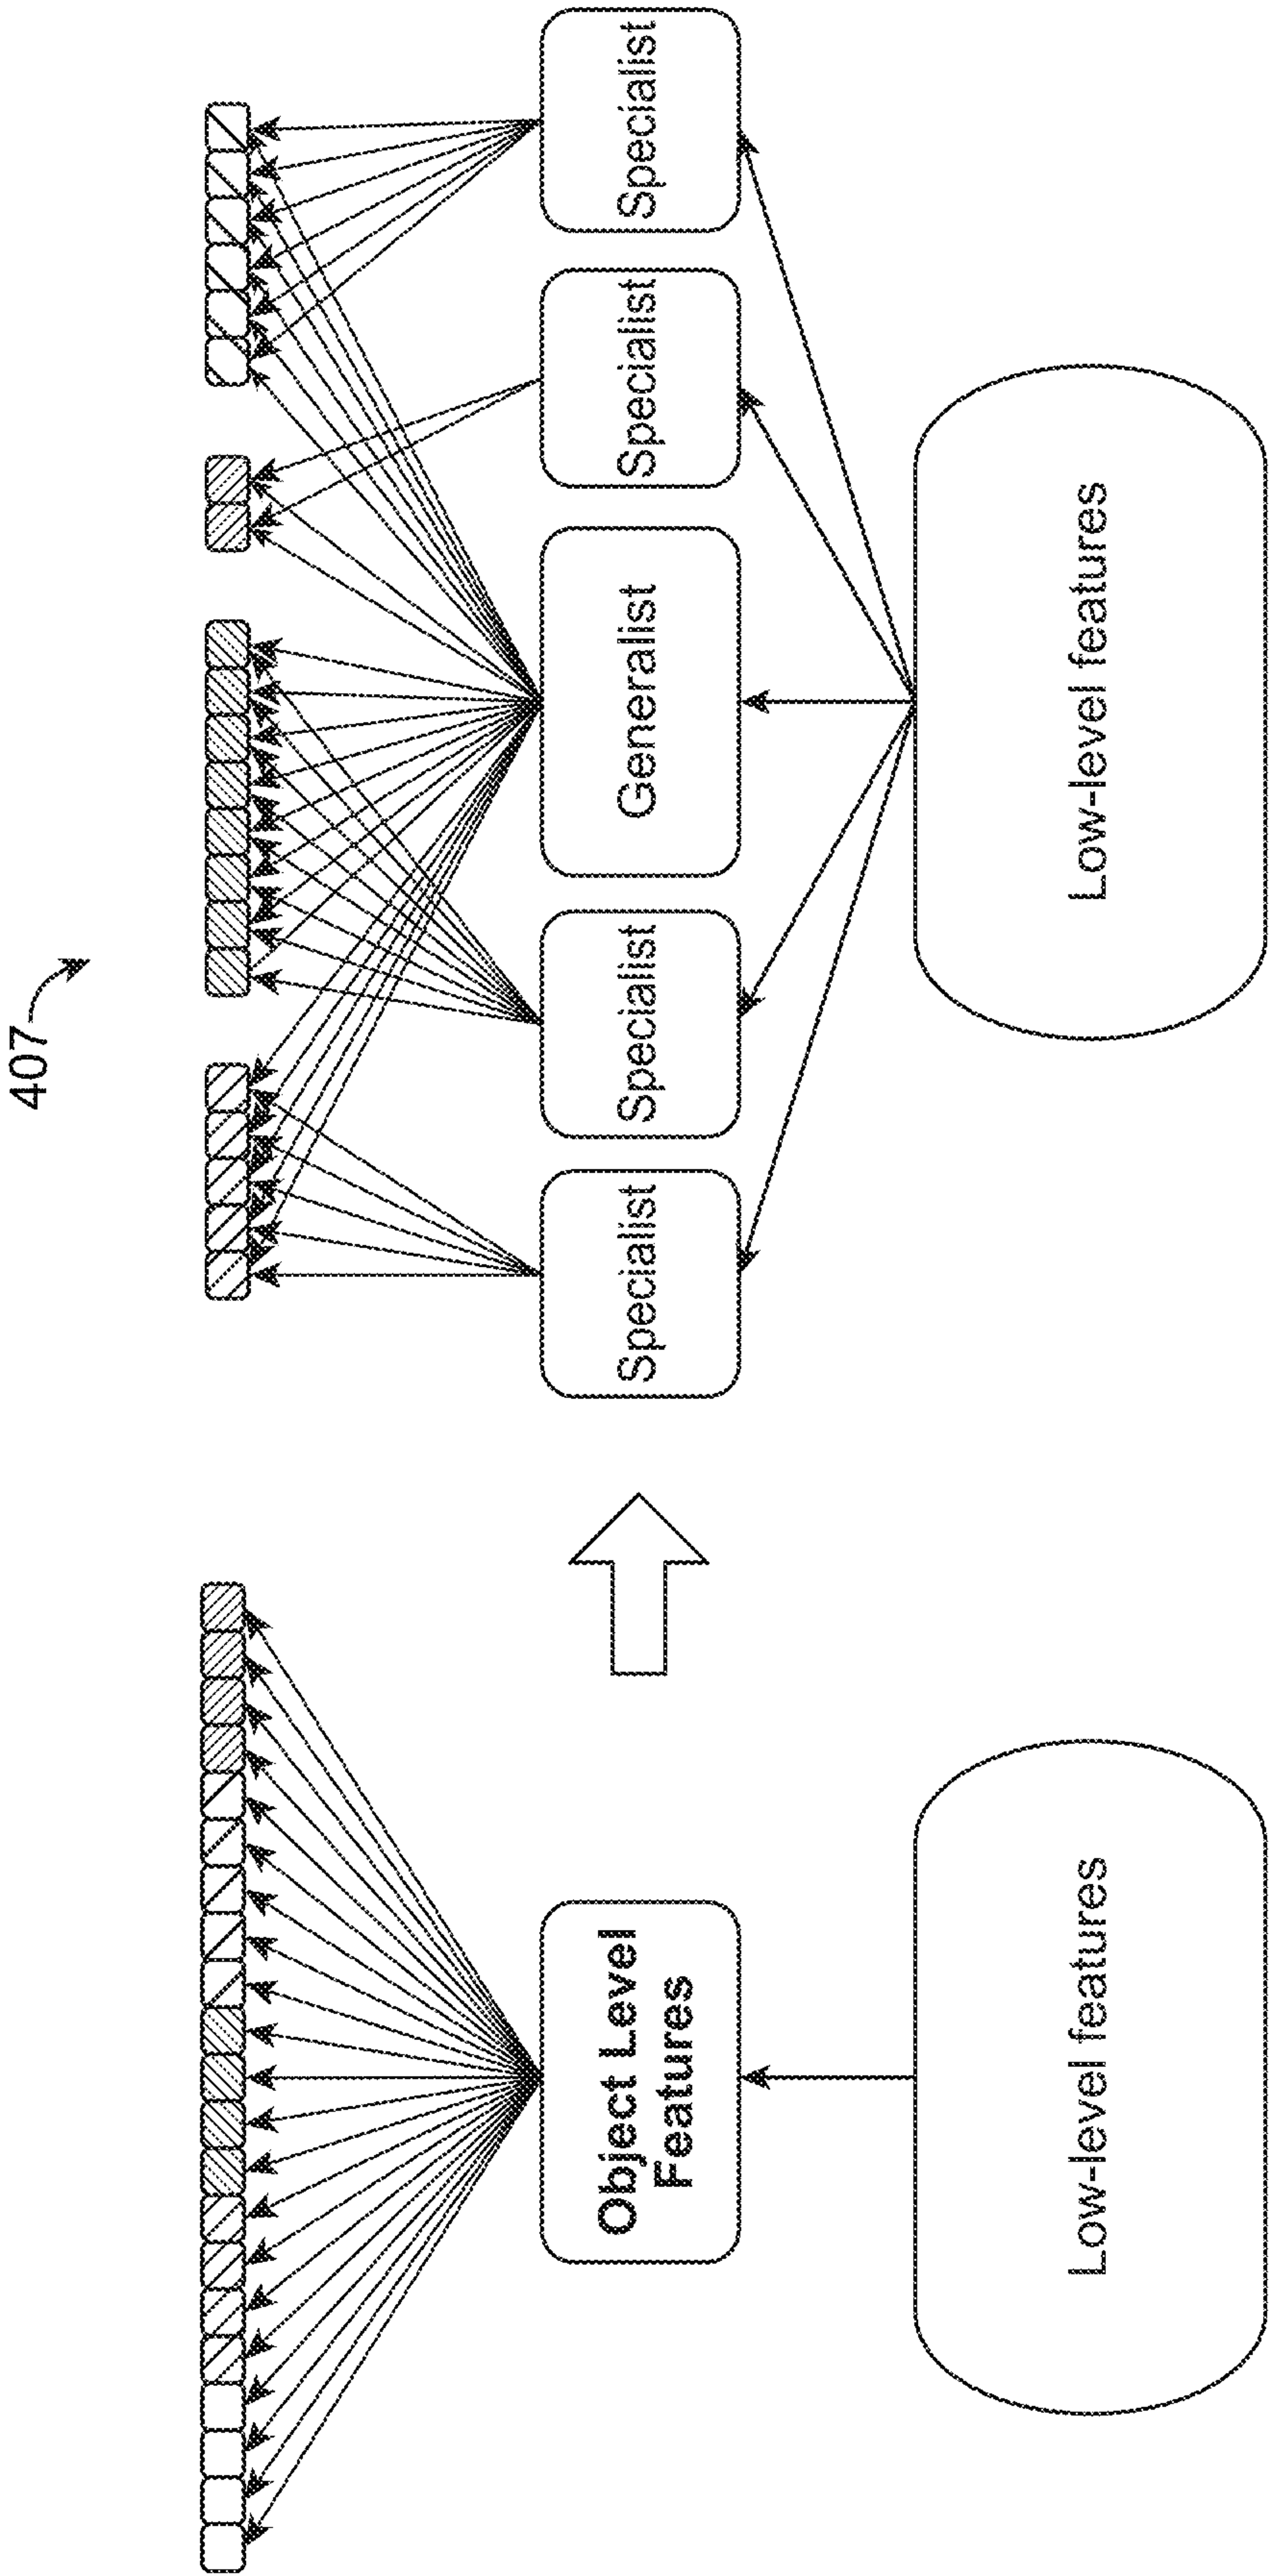 407
Object Level
Features
Low-level features
Specialist
Specialist
Generalist
Specialist
Specialist
Low-level features